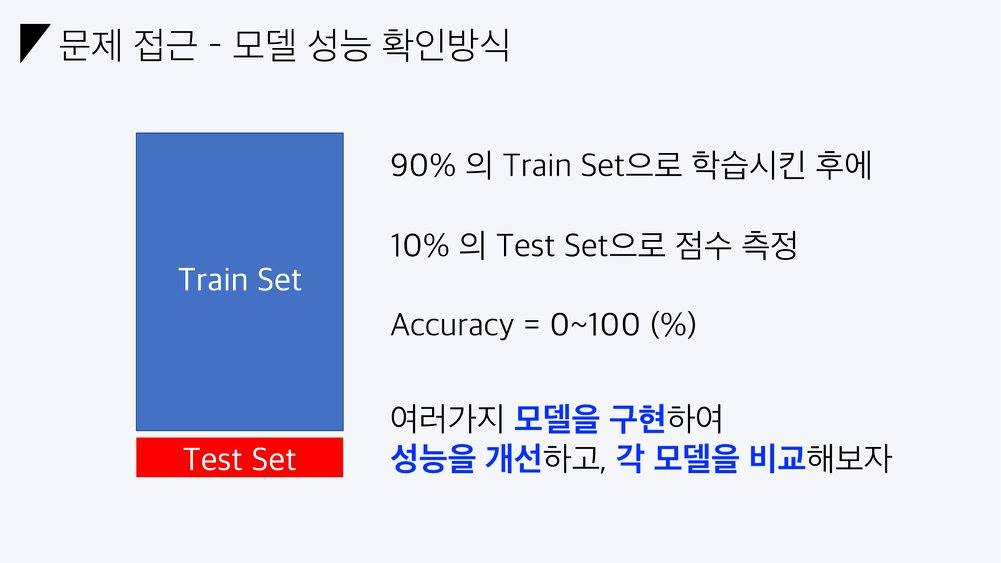 문제 접근 - 모델 성능 확인방식
Train Set
Test Set
90% 의 Train Set으로 학습시킨 후에
10% 의 Test Set으로 점수 측정
Accuracy = 0~100 (%)
여러가지 모델을 구현하여
성능을 개선하고, 각 모델을 비교해보자